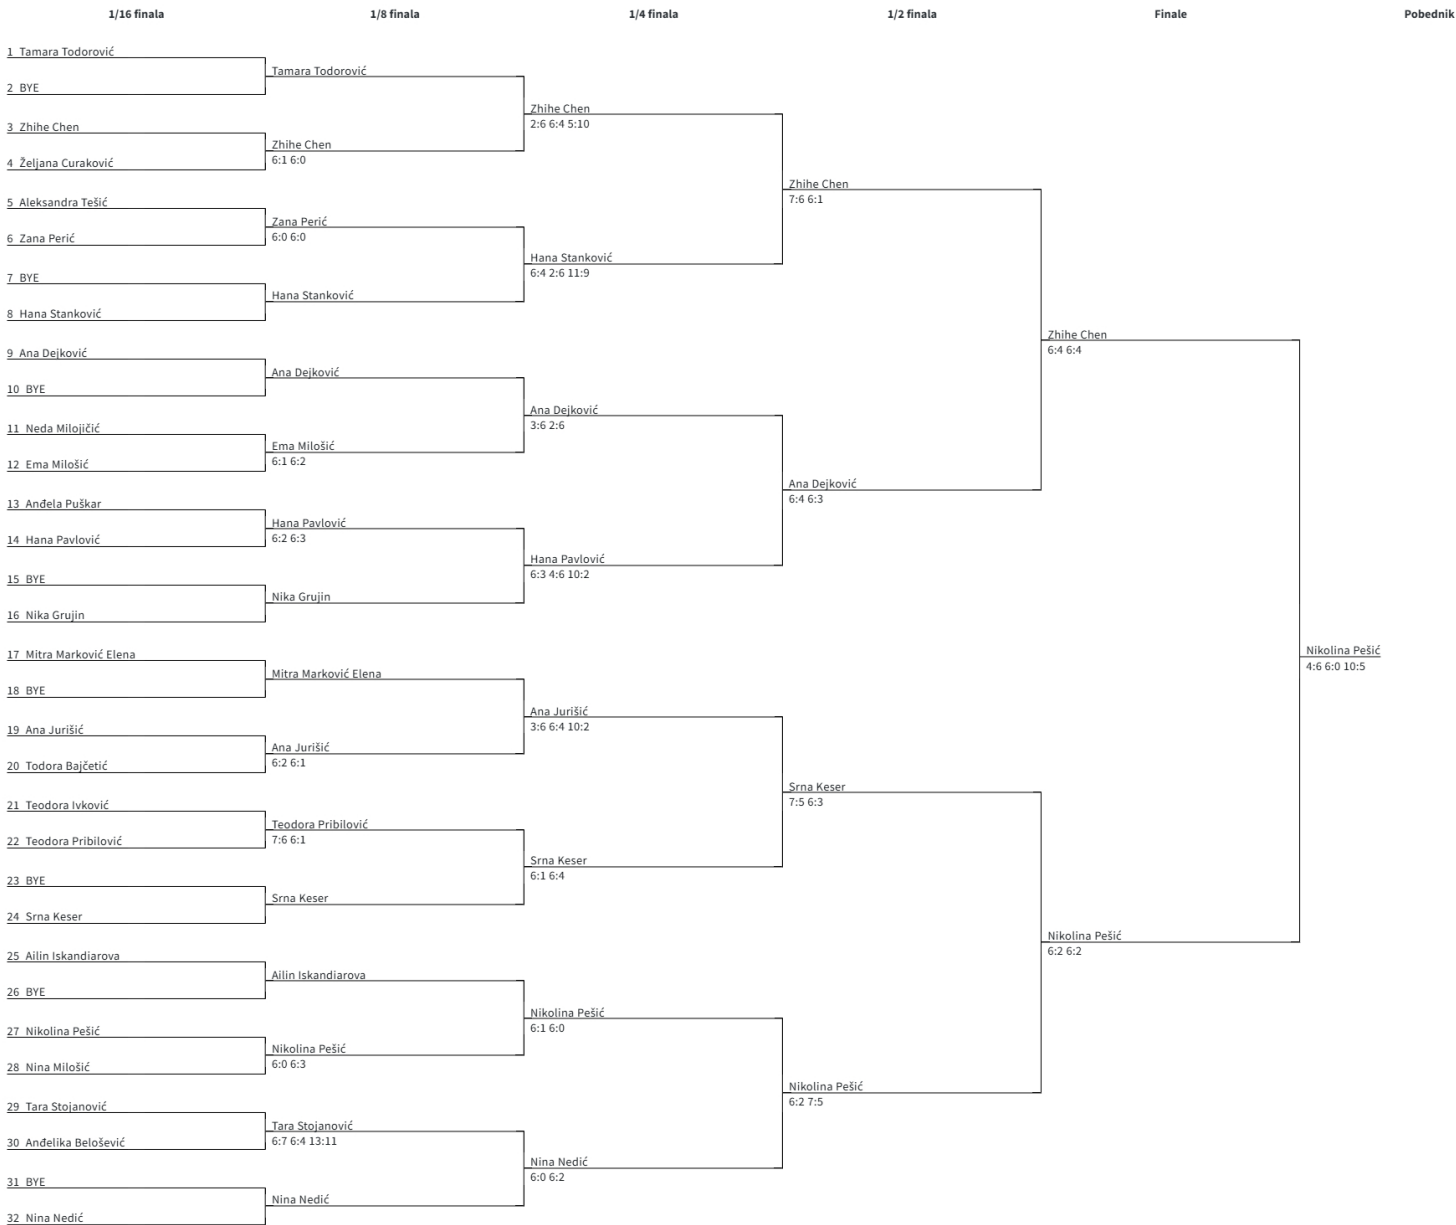 1/16 finala
1/8 finala
1/4 finala
1/2 finala
Finale
Pobednik
1 Tamara Todorović
2 BYE
3 Zhihe Chen
4 Željana Curaković
5 Aleksandra Tešić
6 Zana Perić
7 BYE
8 Hana Stanković
9 Ana Dejković
10 BYE
11 Neda Milojičić
12 Ema Milošić
13 Anđela Puškar
14 Hana Pavlović
15 BYE
16 Nika Grujin
17 Mitra Marković Elena
18 BYE
19 Ana Jurišić
20 Todora Bajčetić
21 Teodora Ivković
22 Teodora Pribilović
23 BYE
24 Srna Keser
25 Ailin Iskandiarova
26 BYE
27 Nikolina Pešić
28 Nina Milošić
29 Tara Stojanović
30 Anđelika Belošević
31 BYE
32 Nina Nedić
Tamara Todorović
Zhihe Chen
6:1 6:0
Zana Perić
6:0 6:0
Hana Stanković
Ana Dejković
Ema Milošić
6:1 6:2
Hana Pavlović
6:2 6:3
Nika Grujin
Mitra Marković Elena
Ana Jurišić
6:2 6:1
Teodora Pribilović
7:6 6:1
Srna Keser
Ailin Iskandiarova
Nikolina Pešić
6:0 6:3
Tara Stojanović
6:7 6:4 13:11
Nina Nedić
Zhihe Chen
2:6 6:4 5:10
Hana Stanković
6:4 2:6 11:9
Ana Dejković
3:6 2:6
Hana Pavlović
6:3 4:6 10:2
Ana Jurišić
3:6 6:4 10:2
Srna Keser
6:1 6:4
Nikolina Pešić
6:1 6:0
Nina Nedić
6:0 6:2
Zhihe Chen
7:6 6:1
Ana Dejković
6:4 6:3
Srna Keser
7:5 6:3
Nikolina Pešić
6:2 7:5
Zhihe Chen
6:4 6:4
Nikolina Pešić
6:2 6:2
Nikolina Pešić
4:6 6:0 10:5